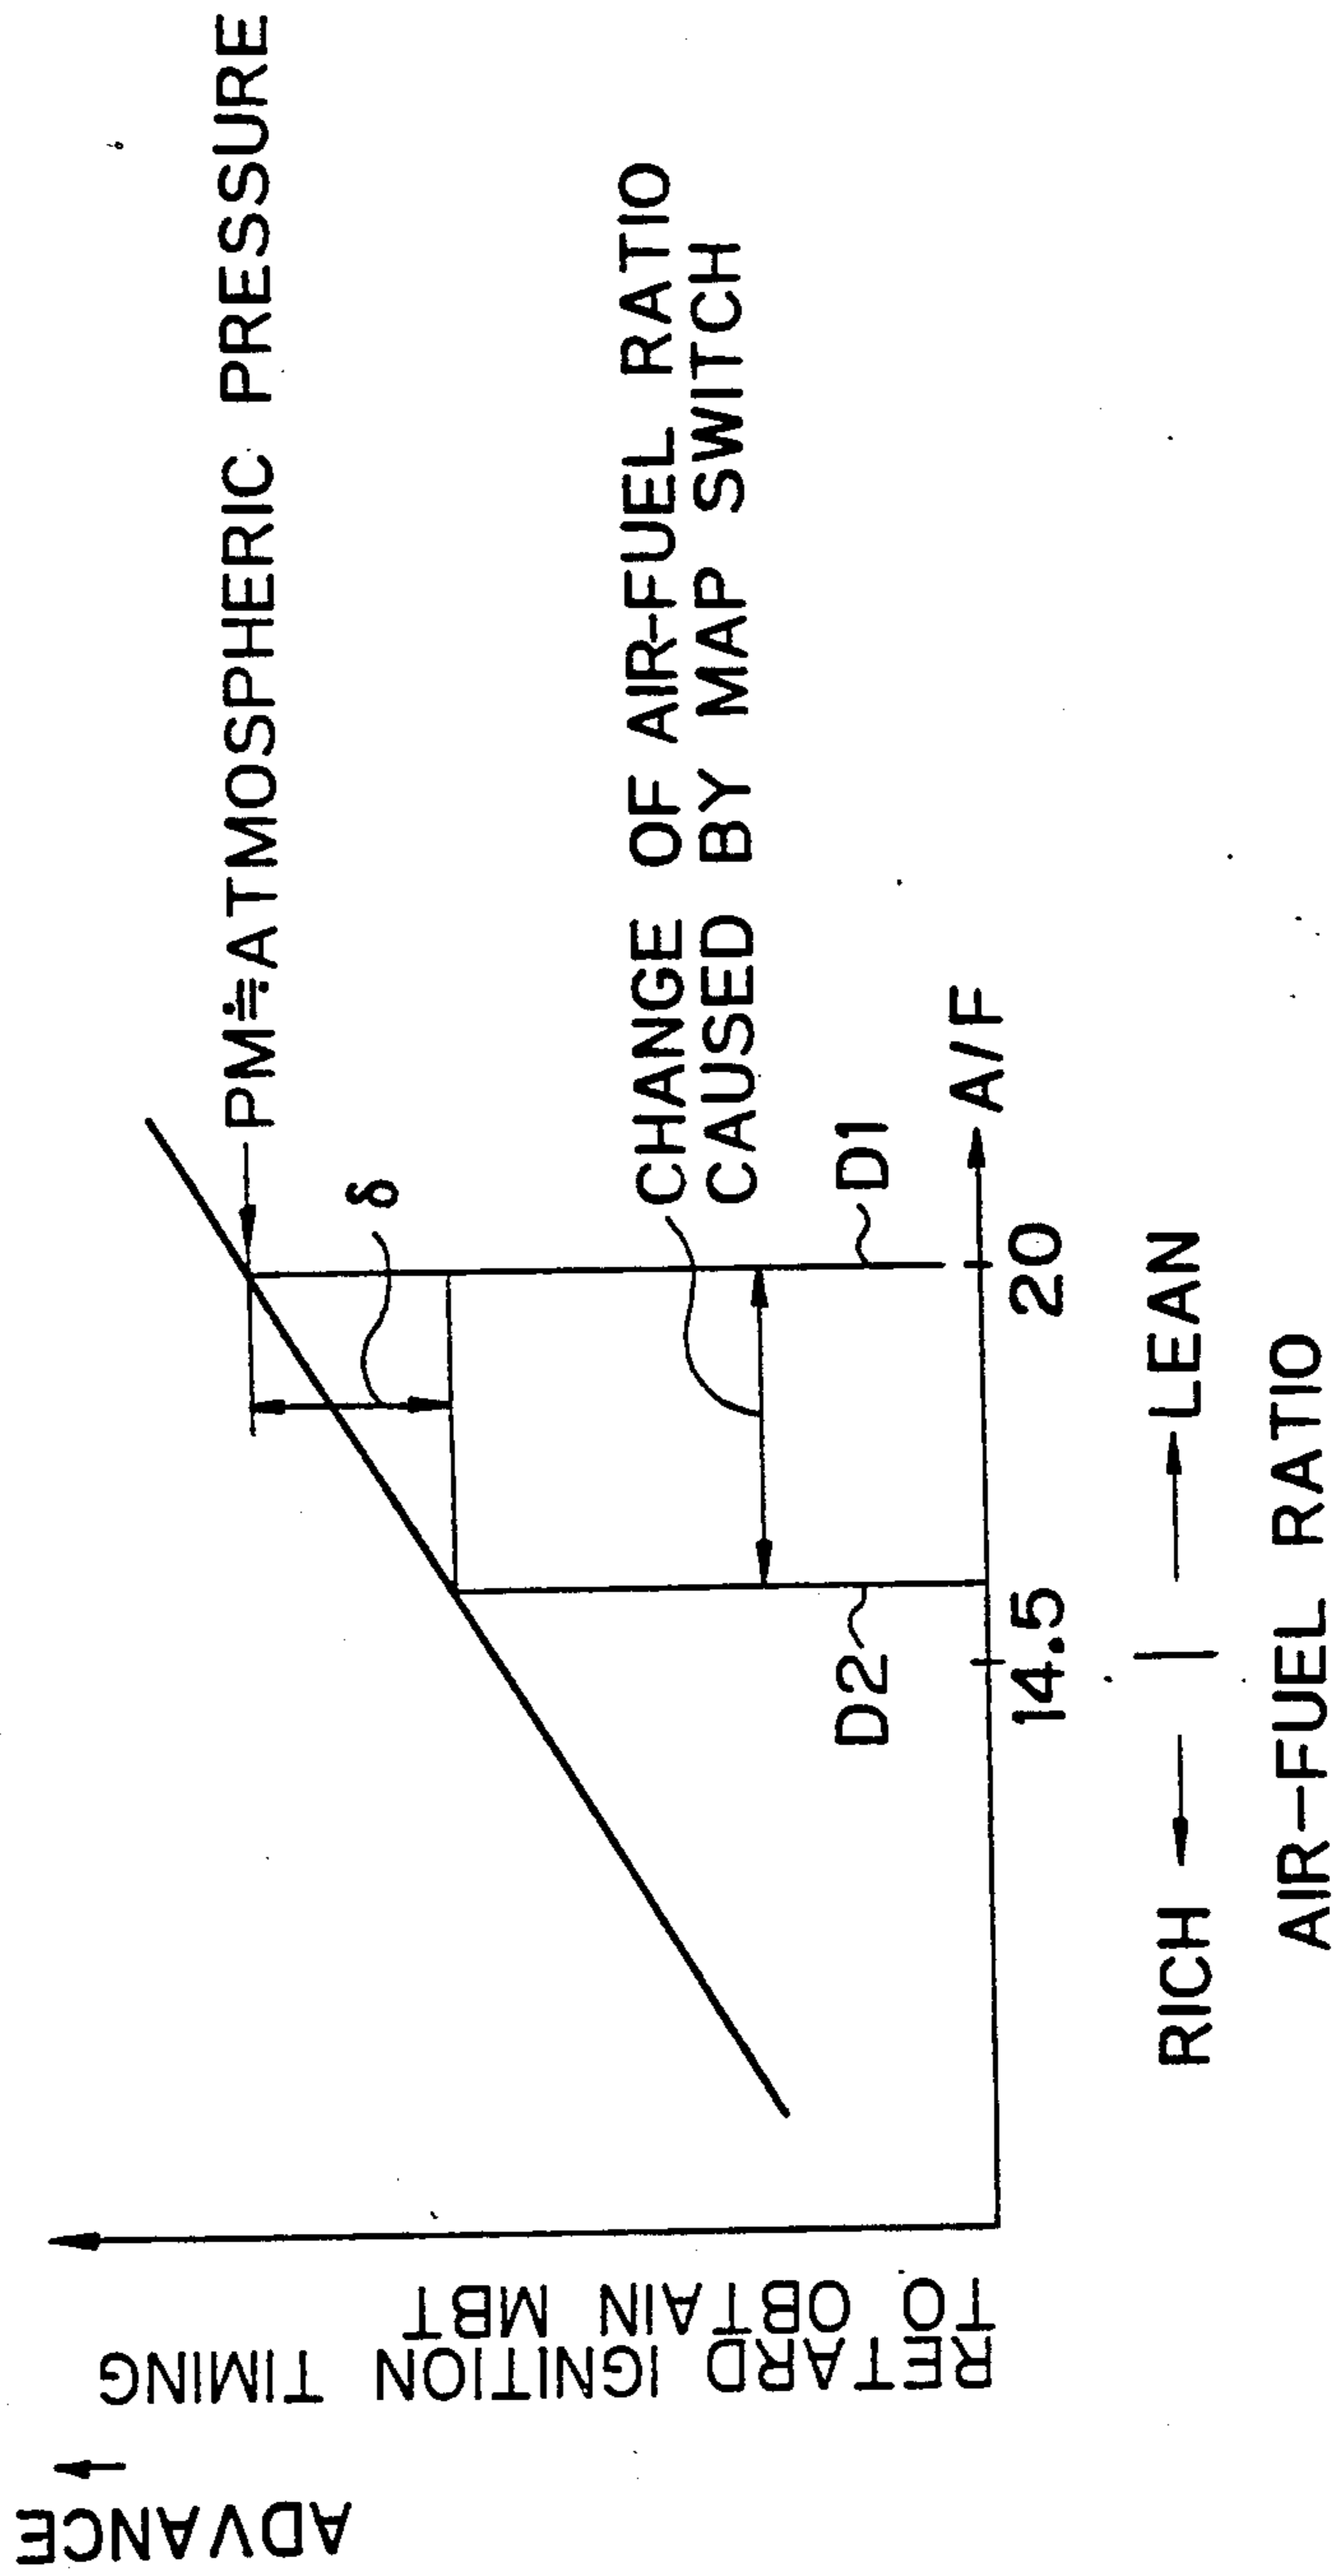 ADVANCE
RETARD IGNITION TIMING
TO OBTAIN MBT
PM≒ATMOSPHERIC PRESSURE
δ
CHANGE OF AIR-FUEL RATIO
CAUSED BY MAP SWITCH
D2
D1
A/F
14.5
20
RICH
LEAN
AIR-FUEL RATIO